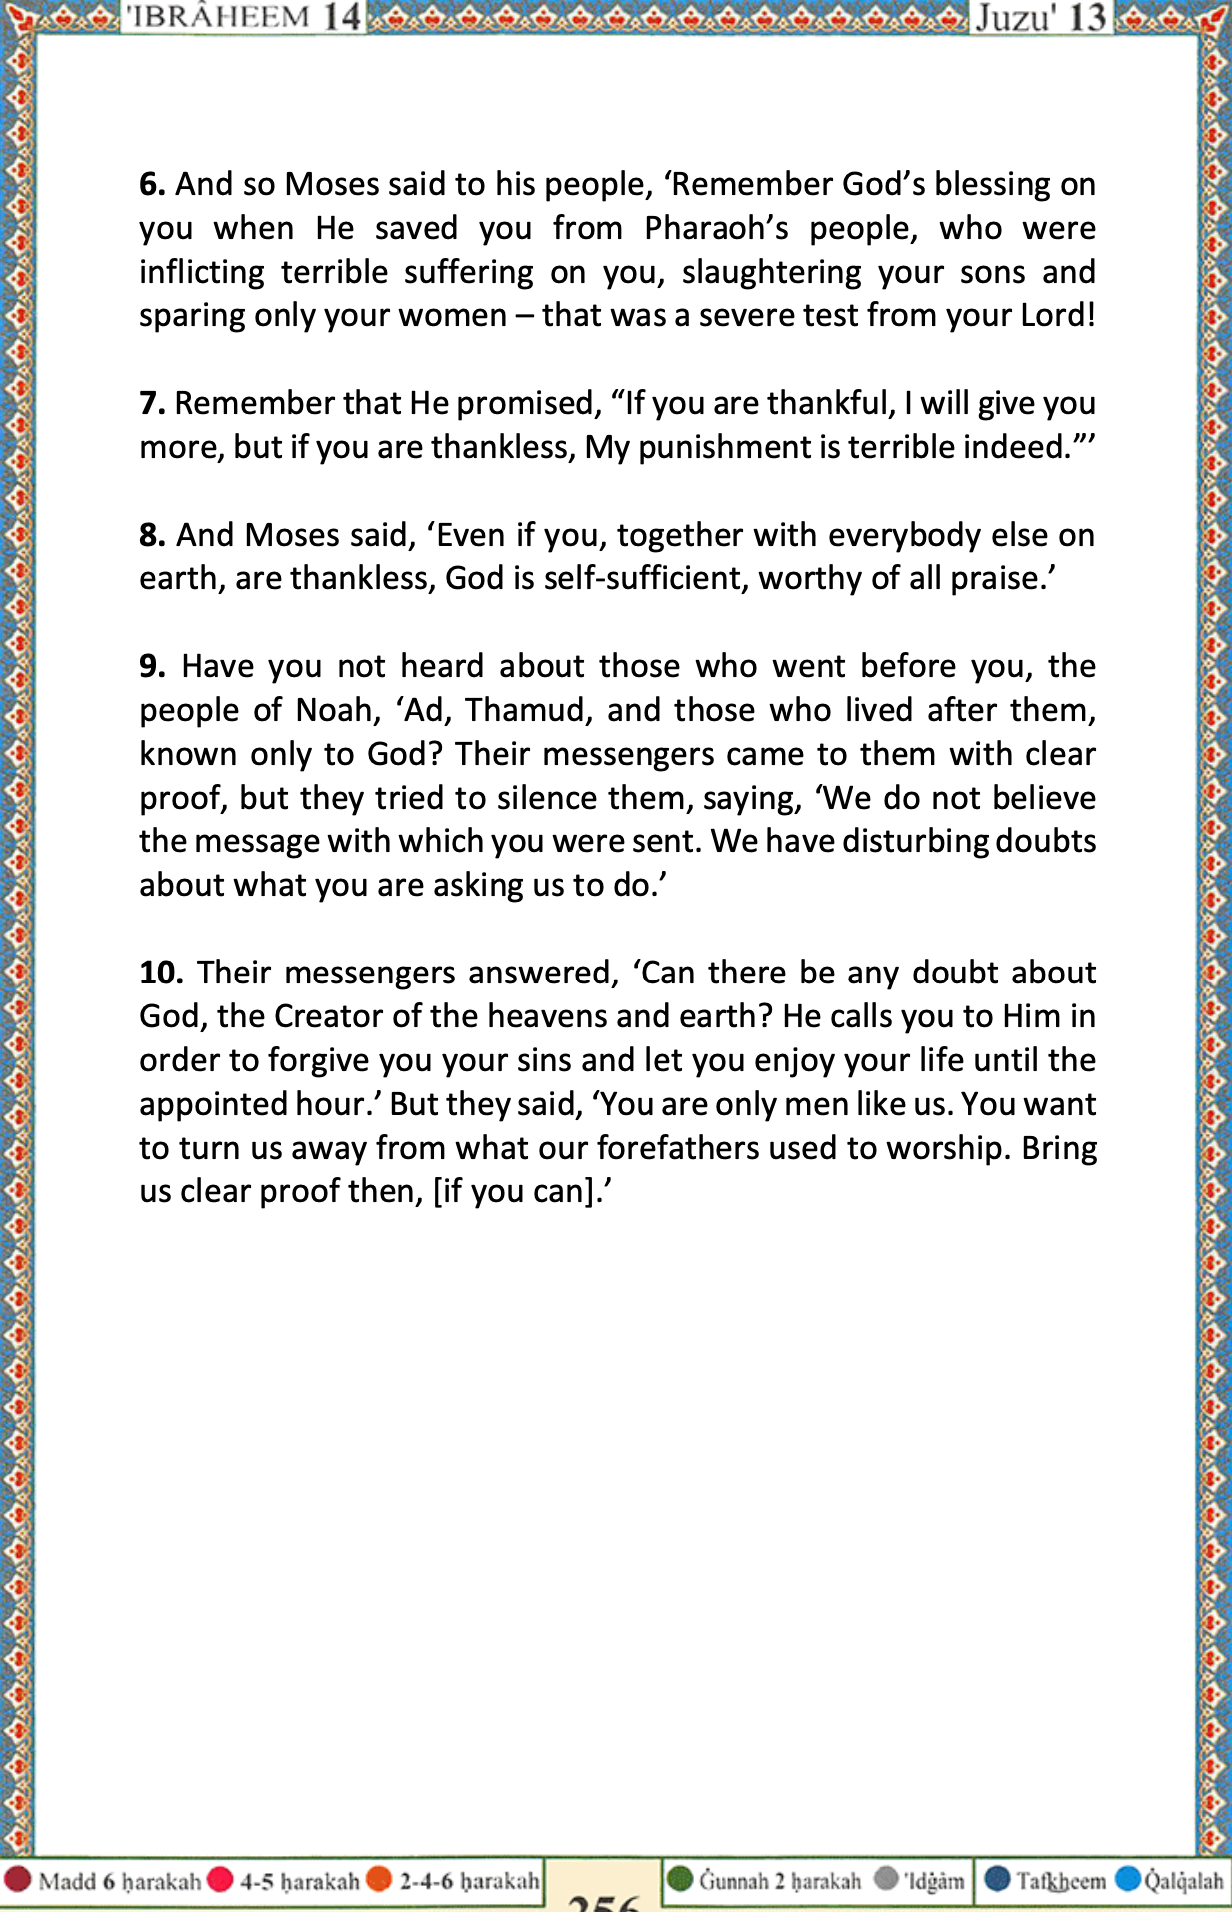 'IBRÂHEEM 14
Juzu' 13
6. And so Moses said to his people, ‘Remember God’s blessing on
you when He saved you from Pharaoh’s people, who were
inflicting terrible suffering on you, slaughtering your sons and
sparing only your women – that was a severe test from your Lord!
7. Remember that He promised, “If you are thankful, I will give you
more, but if you are thankless, My punishment is terrible indeed.”’
8. And Moses said, ‘Even if you, together with everybody else on
earth, are thankless, God is self-sufficient, worthy of all praise.’
9. Have you not heard about those who went before you, the
people of Noah, ‘Ad, Thamud, and those who lived after them,
known only to God? Their messengers came to them with clear
proof, but they tried to silence them, saying, ‘We do not believe
the message with which you were sent. We have disturbing doubts
about what you are asking us to do.’
10. Their messengers answered, ‘Can there be any doubt about
God, the Creator of the heavens and earth? He calls you to Him in
order to forgive you your sins and let you enjoy your life until the
appointed hour.’ But they said, ‘You are only men like us. You want
to turn us away from what our forefathers used to worship. Bring
us clear proof then, [if you can].’
Madd 6 ḥarakah 4-5 ḥarakah 2-4-6 ḥarakah
256
Ġunnah 2 ḥarakah 'Idġâm Tafkheem Q̇alq̇alah